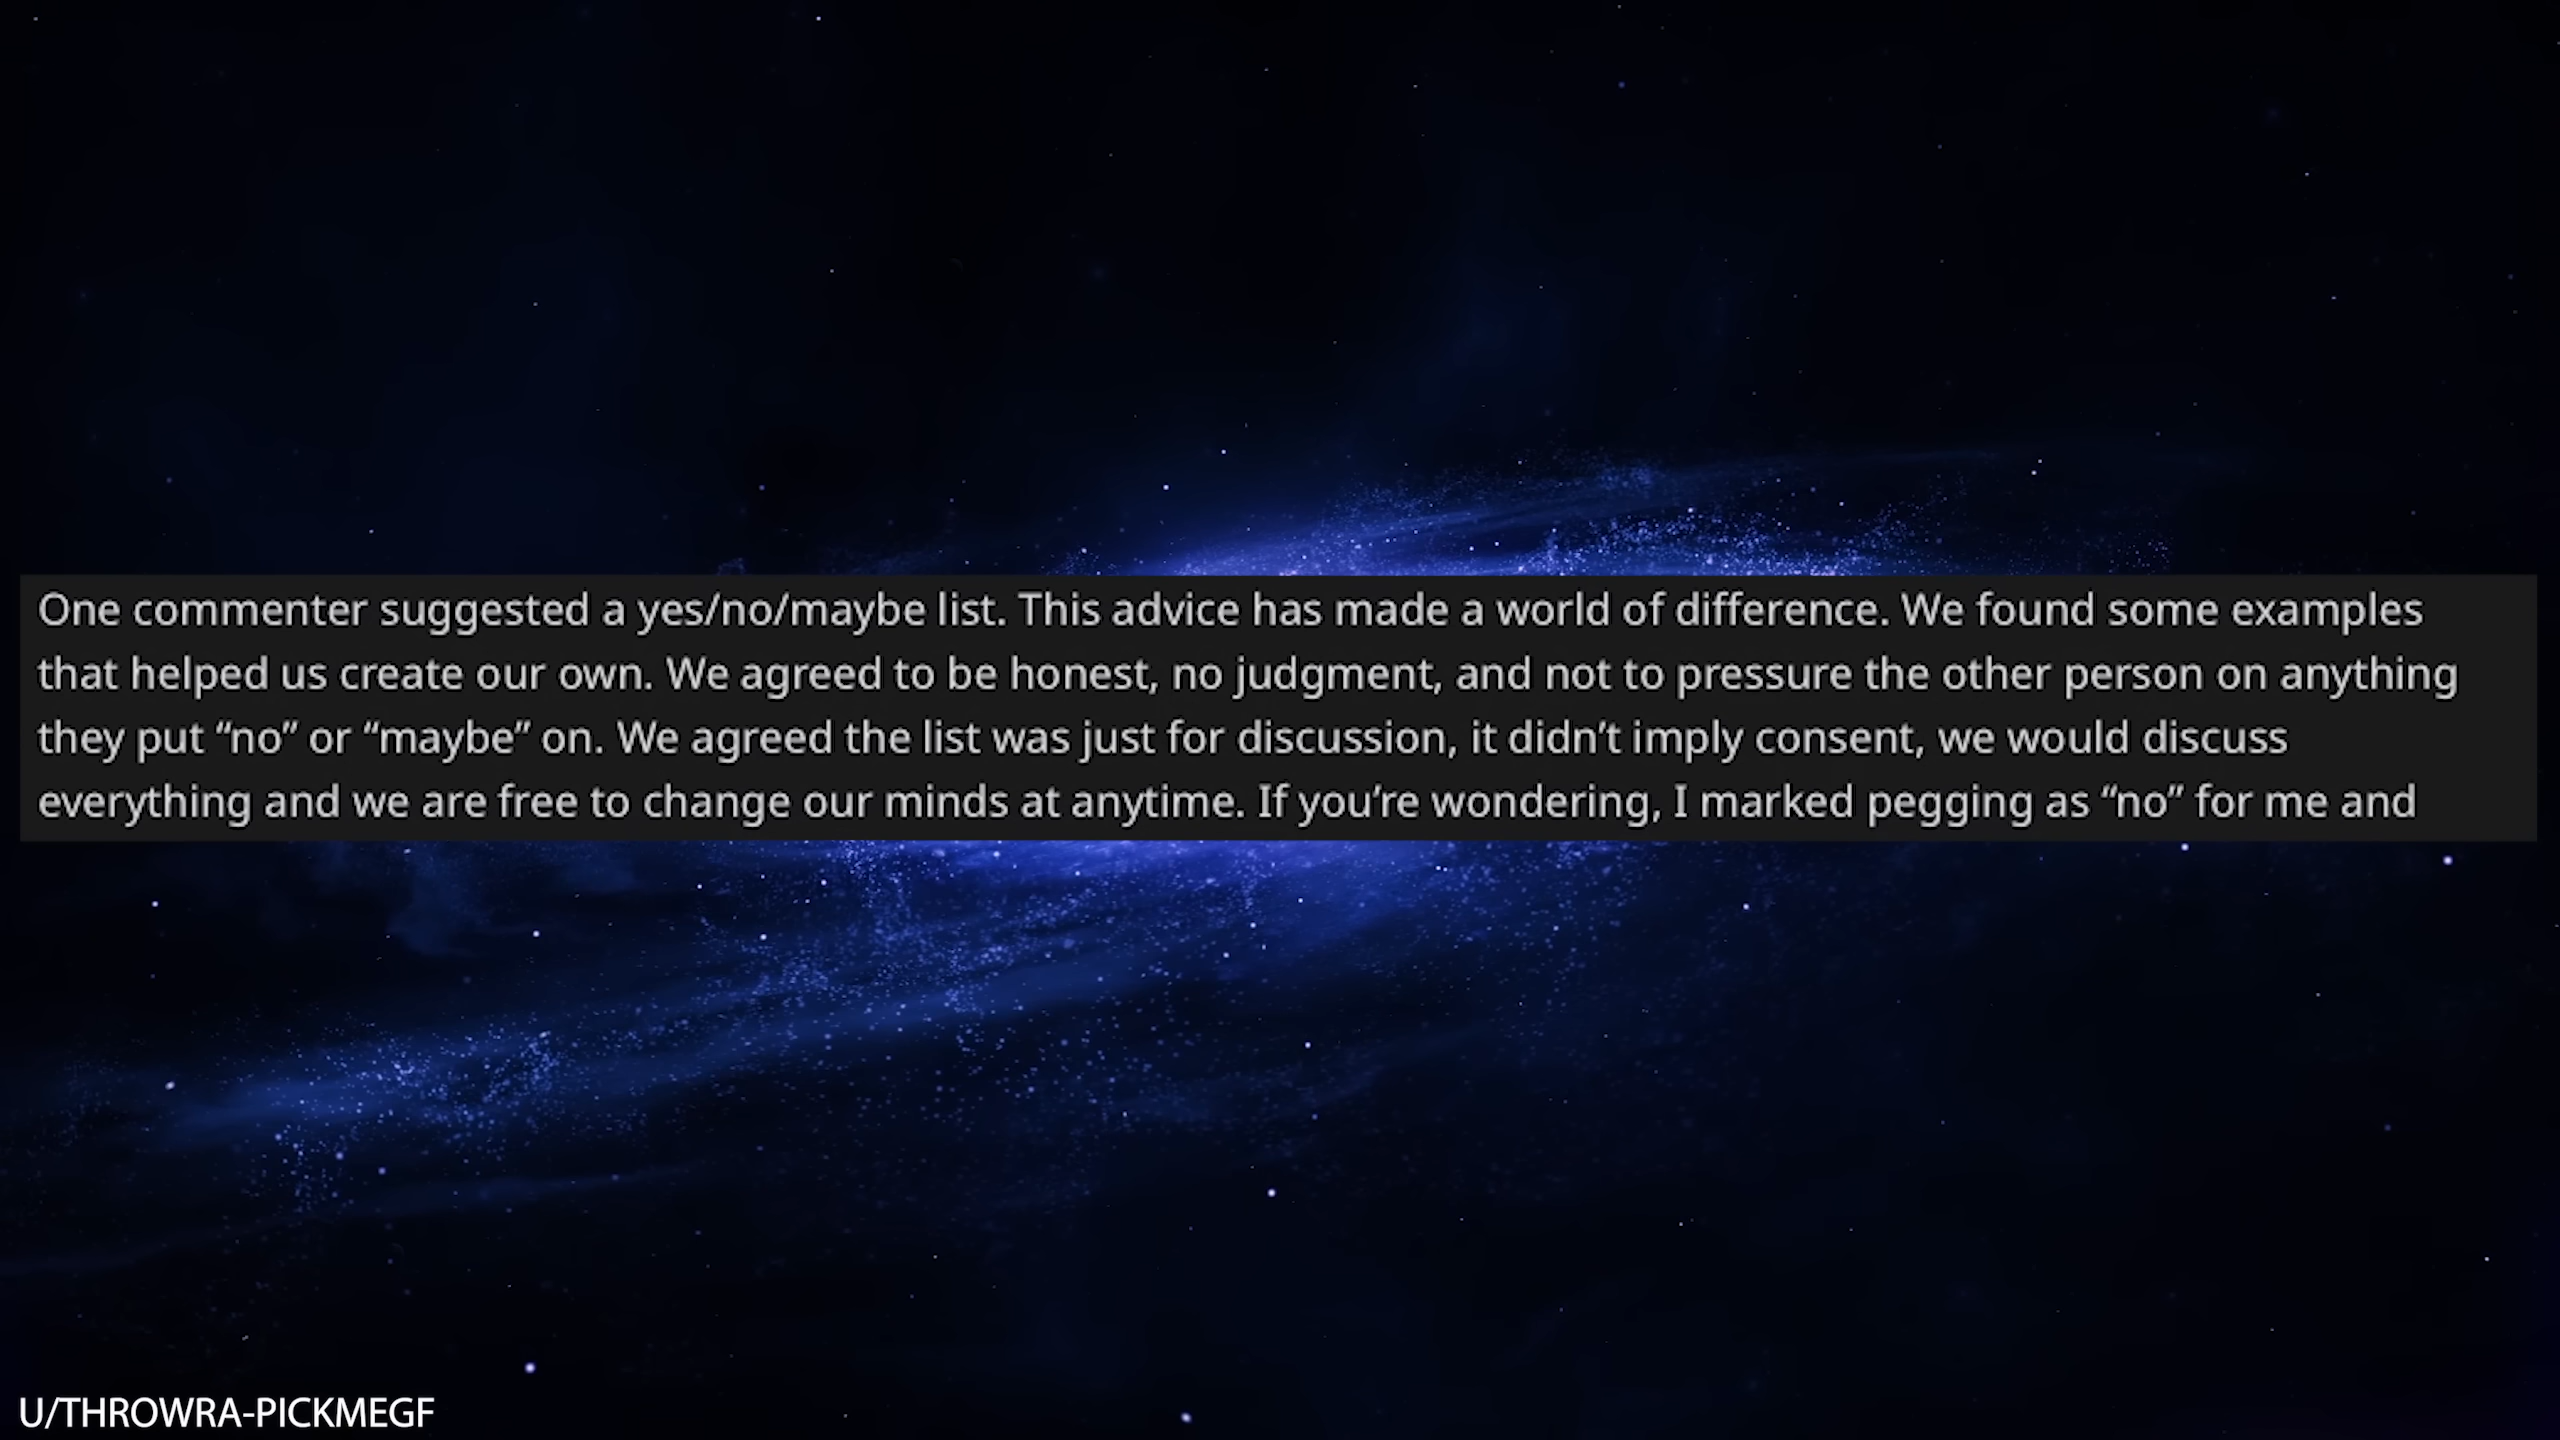 One commenter suggested a yes/no/maybe list. This advice has made a world of difference. We found some examples
that helped us create our own. We agreed to be honest, no judgment, and not to pressure the other person on anything
they put “no” or “maybe” on. We agreed the list was just for discussion, it didn’t imply consent, we would discuss
everything and we are free to change our minds at anytime. If you’re wondering, I marked pegging as “no” for me and
U/THROWRA-PICKMEGF